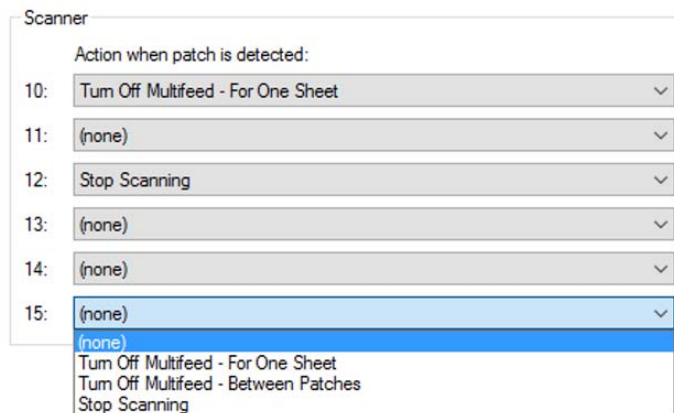 Scanner
Action when patch is detected:
10: Turn Off Multifeed - For One Sheet
11: (none)
12: Stop Scanning
13: (none)
14: (none)
15: (none)
(none)
Turn Off Multifeed - For One Sheet
Turn Off Multifeed - Between Patches
Stop Scanning